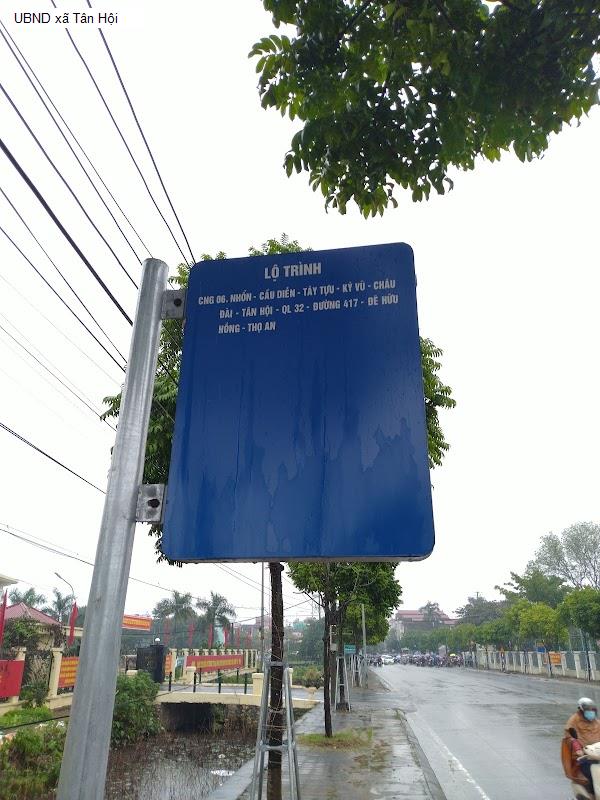 UBND xã Tân Hội
LỘ TRÌNH
CNG 06. NHỔN - CẦU DIỄN - TÂY TỰU - KỲ VŨ - CHÂU
ĐÀI - TÂN HỘI - QL 32 - ĐƯỜNG 417 - ĐÊ HỮU
HỒNG - THỌ AN